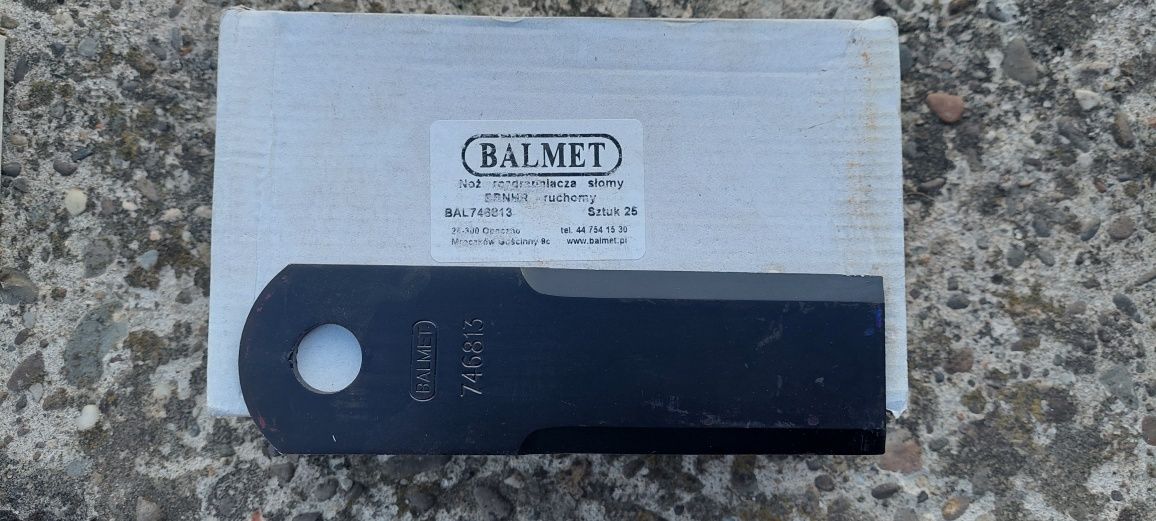 BALMET
Nóż rozdrabniacza słomy
ruchomy
BAL746813 Sztuk 25
26-300 Opoczno tel. 44 754 15 30
Mroczków Gościnny 9c www.balmet.pl
BALMET
746813